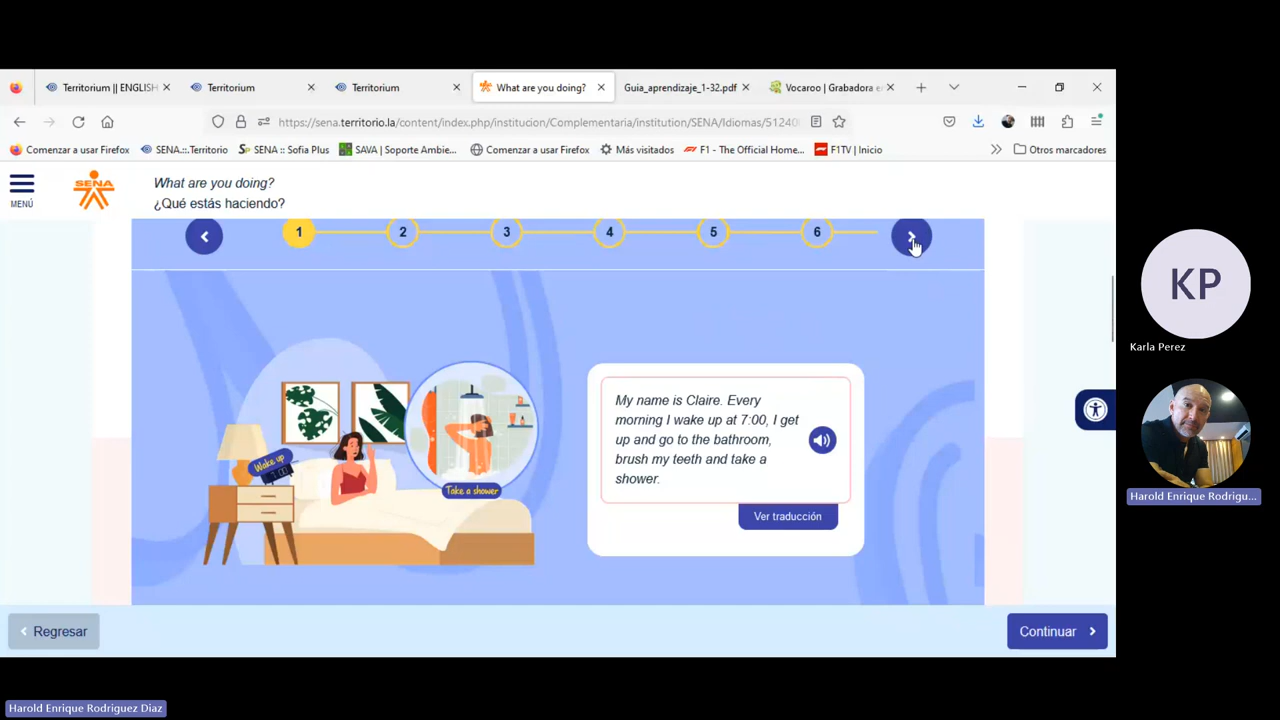 Territorium || ENGLISH
Territorium
Territorium
What are you doing?
Guia_aprendizaje_1-32.pdf
Vocaroo | Grabadora
https://sena.territorio.la/content/index.php/institucion/Complementaria/institution/SENA/Idiomas/51240
Comenzar a usar Firefox
SENA.::.Territorio
SENA :: Sofia Plus
SAVA | Soporte Ambie...
Comenzar a usar Firefox
Más visitados
F1 - The Official Home...
F1TV | Inicio
Otros marcadores
MENÚ
SENA
What are you doing?
¿Qué estás haciendo?
1
2
3
4
5
6
Wake up
7:00
Take a shower
My name is Claire. Every
morning I wake up at 7:00, I get
up and go to the bathroom,
brush my teeth and take a
shower.
Ver traducción
Regresar
Continuar
KP
Karla Perez
Harold Enrique Rodrigu...
Harold Enrique Rodriguez Diaz